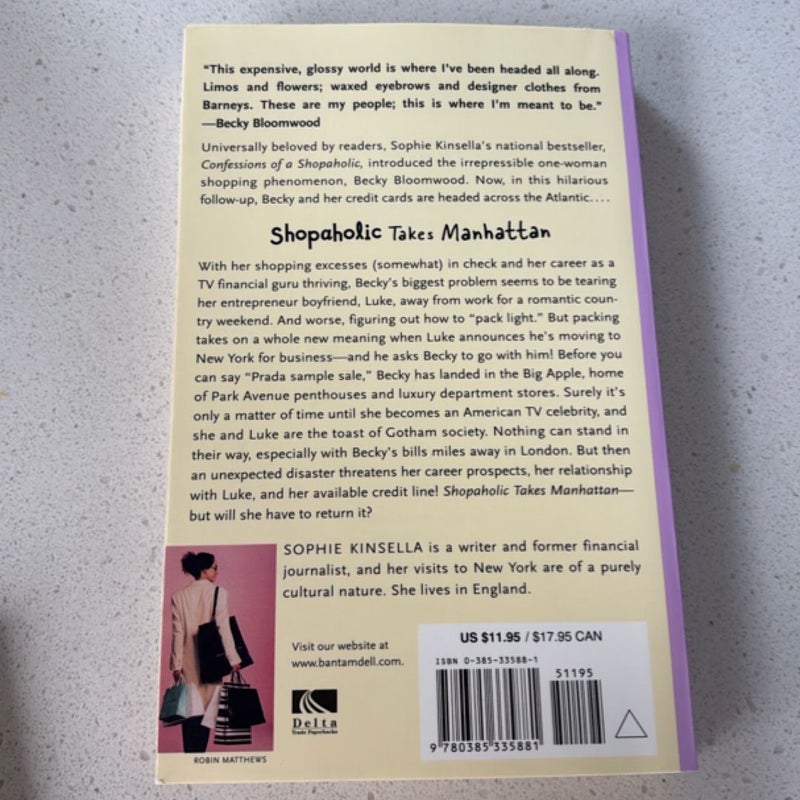 “This expensive, glossy world is where I’ve been headed all along.
Limos and flowers; waxed eyebrows and designer clothes from
Barneys. These are my people; this is where I’m meant to be.”
—Becky Bloomwood
Universally beloved by readers, Sophie Kinsella’s national bestseller,
Confessions of a Shopaholic, introduced the irrepressible one-woman
shopping phenomenon, Becky Bloomwood. Now, in this hilarious
follow-up, Becky and her credit cards are headed across the Atlantic....
Shopaholic Takes Manhattan
With her shopping excesses (somewhat) in check and her career as a
TV financial guru thriving, Becky’s biggest problem seems to be tearing
her entrepreneur boyfriend, Luke, away from work for a romantic coun-
try weekend. And worse, figuring out how to “pack light.” But packing
takes on a whole new meaning when Luke announces he’s moving to
New York for business—and he asks Becky to go with him! Before you
can say “Prada sample sale,” Becky has landed in the Big Apple, home
of Park Avenue penthouses and luxury department stores. Surely it’s
only a matter of time until she becomes an American TV celebrity, and
she and Luke are the toast of Gotham society. Nothing can stand in
their way, especially with Becky’s bills miles away in London. But then
an unexpected disaster threatens her career prospects, her relationship
with Luke, and her available credit line! Shopaholic Takes Manhattan—
but will she have to return it?
SOPHIE KINSELLA is a writer and former financial
journalist, and her visits to New York are of a purely
cultural nature. She lives in England.
Visit our website at
www.bantamdell.com.
Delta
Trade Paperbacks
ROBIN MATTHEWS
US $11.95 / $17.95 CAN
ISBN 0-385-33588-1
51195
9 780385 335881